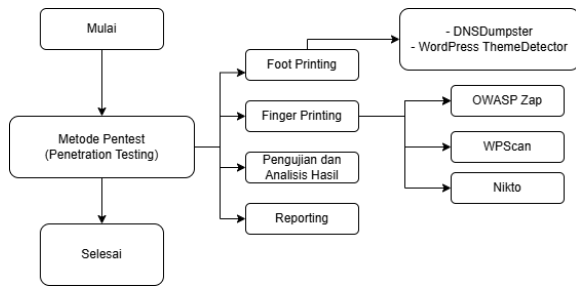 Mulai
Metode Pentest
(Penetration Testing)
Selesai
Foot Printing
Finger Printing
Pengujian dan
Analisis Hasil
Reporting
- DNSDumpster
- WordPress ThemeDetector
OWASP Zap
WPScan
Nikto